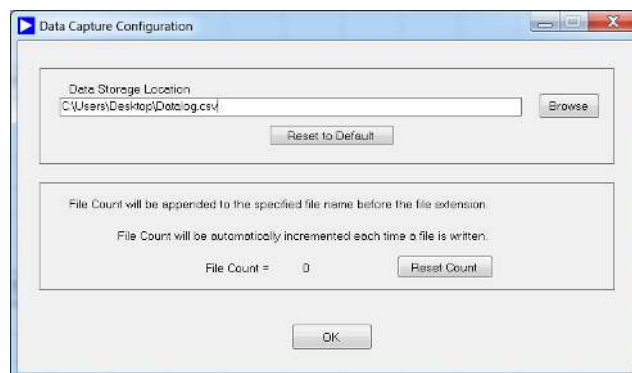 Data Capture Configuration
Data Storage Location
C:\Users\Desktop\Datalog.csv
Browse
Reset to Default
File Count will be appended to the specified file name before the file extension.
File Count will be automatically incremented each time a file is written.
File Count = 0 Reset Count
OK